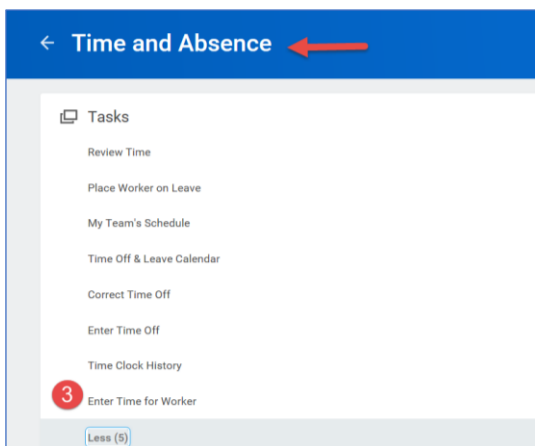 Time and Absence
Tasks
Review Time
Place Worker on Leave
My Team's Schedule
Time Off & Leave Calendar
Correct Time Off
Enter Time Off
Time Clock History
3 Enter Time for Worker
Less (5)